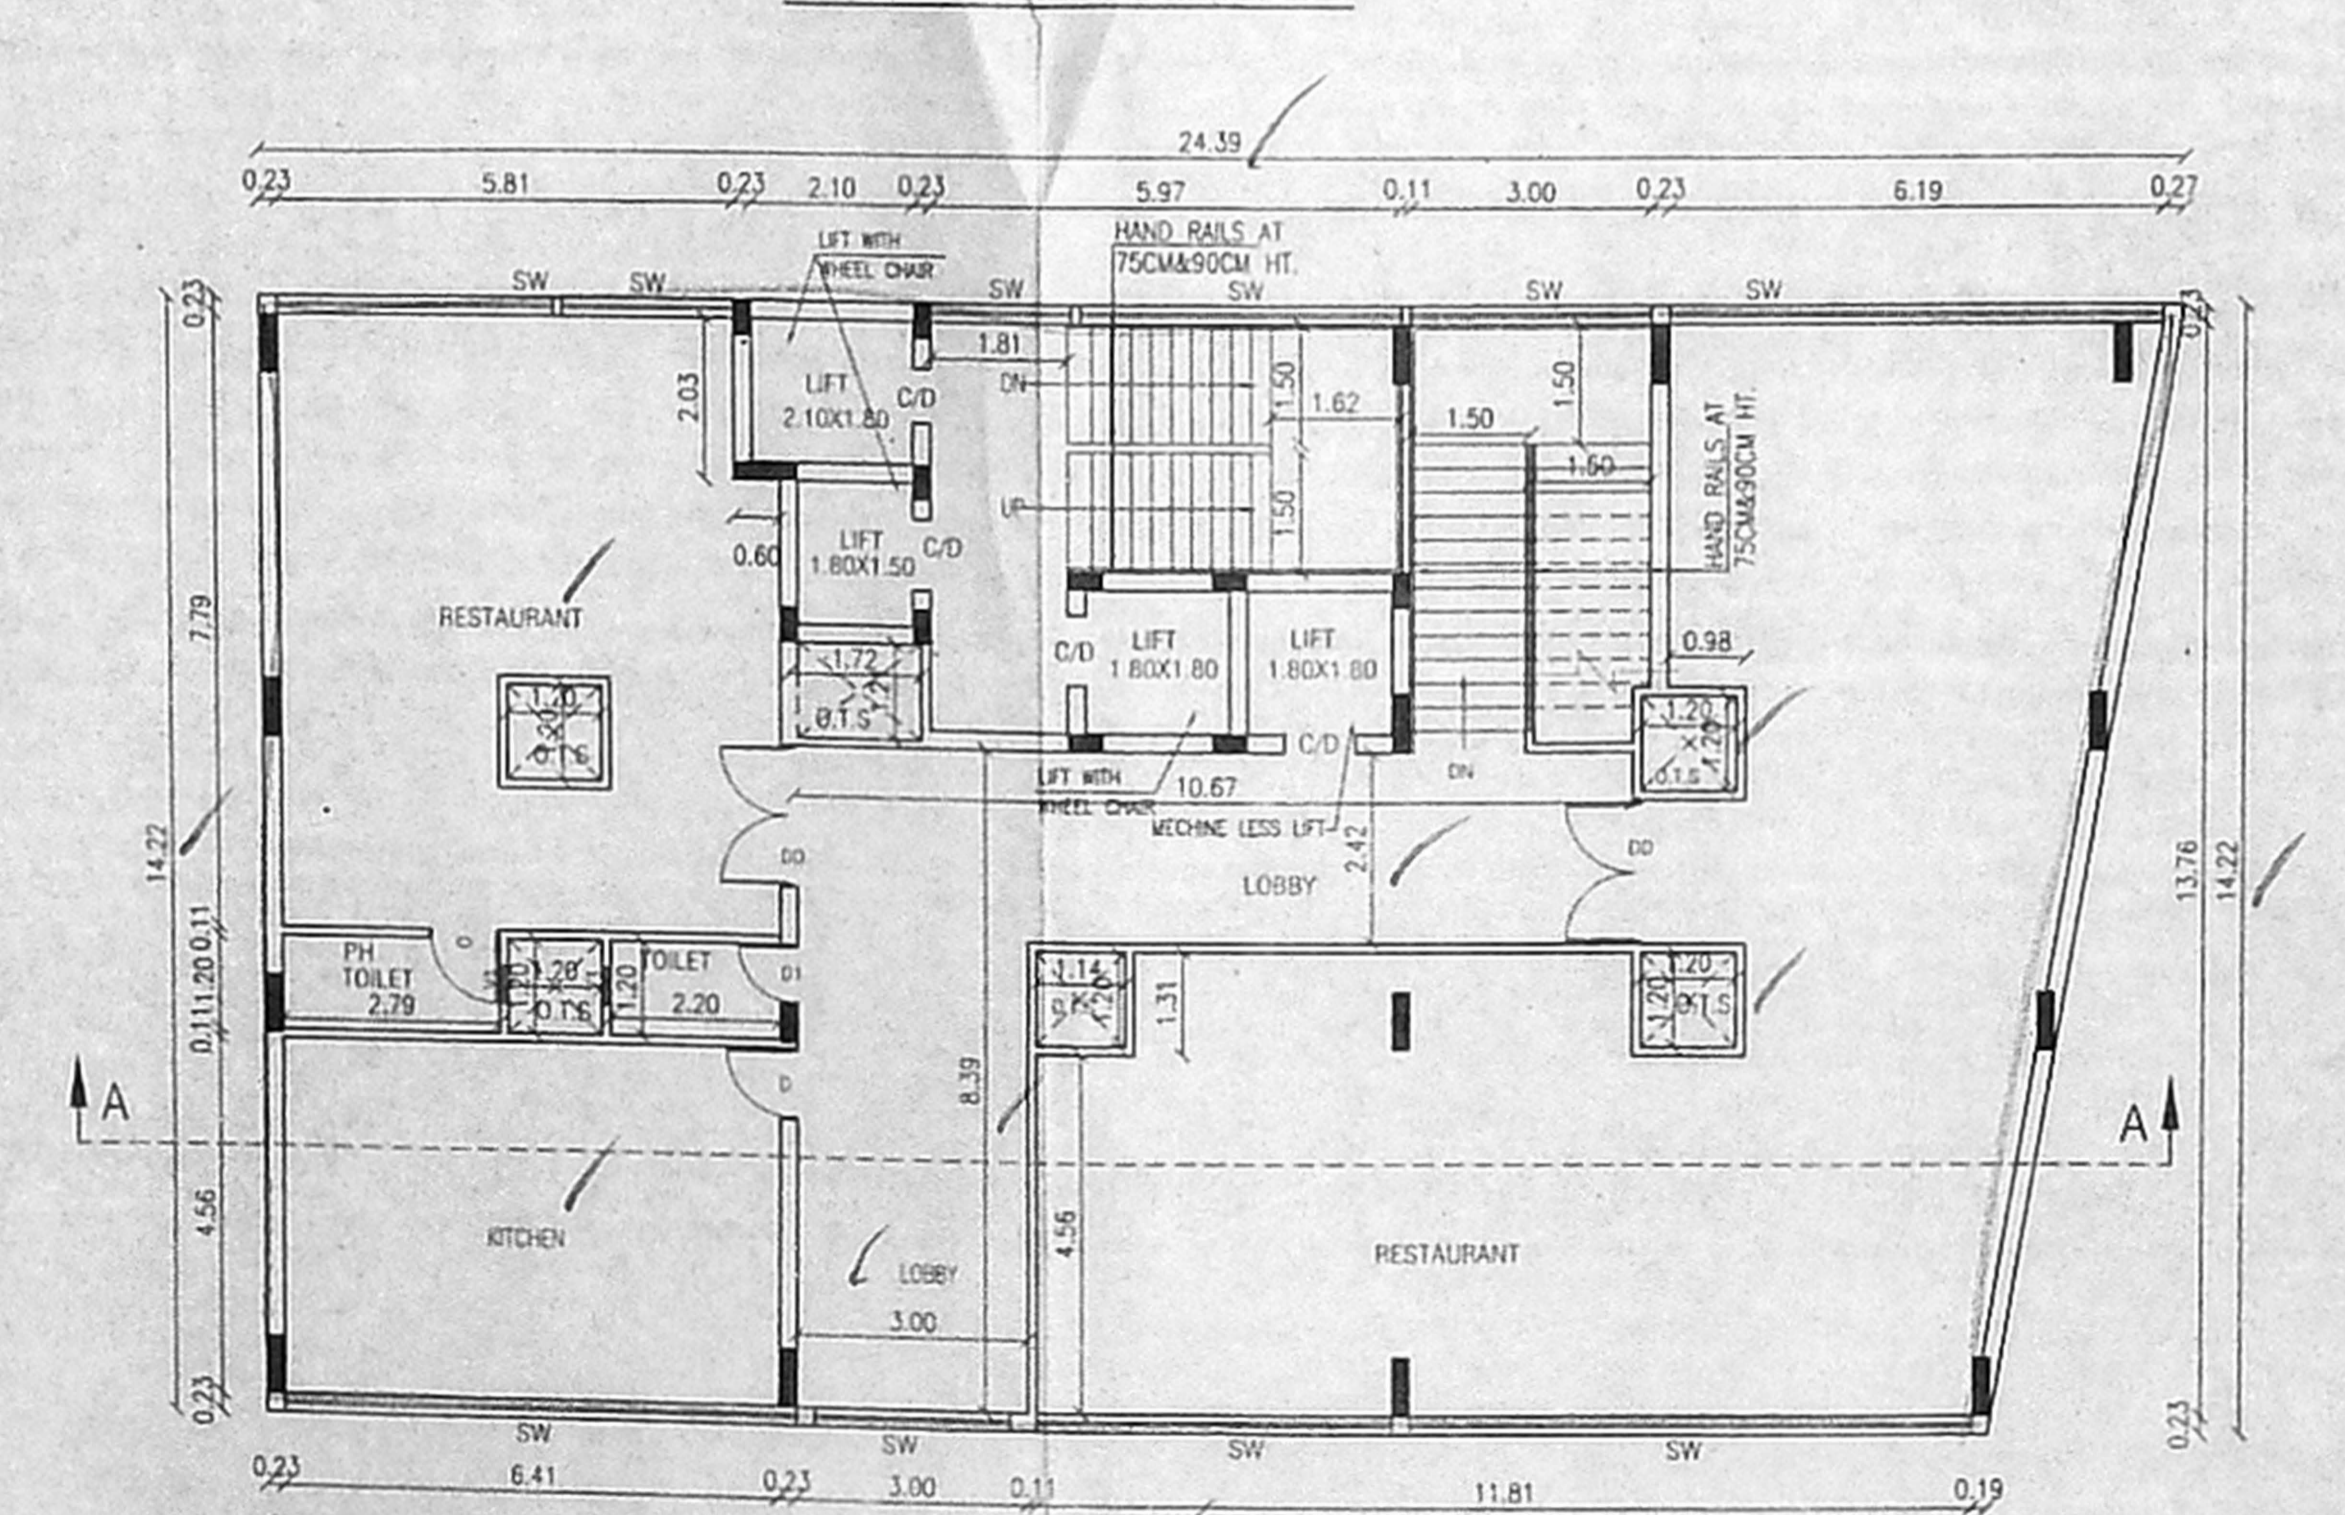 24.39
0.23 5.81 0.23 2.10 0.23 5.97 0.11 3.00 0.23 6.19 0.27
LIFT WITH
WHEEL CHAIR
HAND RAILS AT
75CM&90CM HT.
SW SW SW SW SW SW
0.23
0.23
2.03
LIFT
2.10X1.80
C/D
1.81
DN
1.50
1.62
1.50
1.50
1.60
HAND RAILS AT
75CM&90CM HT.
UP
1.50
0.60
LIFT
1.80X1.50
C/D
7.79
RESTAURANT
1.72
O.T.S
C/D
LIFT
1.80X1.80
LIFT
1.80X1.80
0.98
1.20
O.T.S
1.20
1.20
O.T.S
C/D
DN
LIFT WITH
WHEEL CHAIR
10.67
MECHINE LESS LIFT
2.42
LOBBY
DD
DD
14.22
13.76
14.22
0.11
1.20
0.11
PH
TOILET
2.79
D
1.20
1.20
O.T.S
1.20
TOILET
2.20
D1
1.14
1.20
1.31
1.20
1.20
O.T.S
D
8.39
A
A
4.56
KITCHEN
LOBBY
3.00
4.56
RESTAURANT
0.23
0.23
SW SW SW SW
0.23 6.41 0.23 3.00 0.11 11.81 0.19